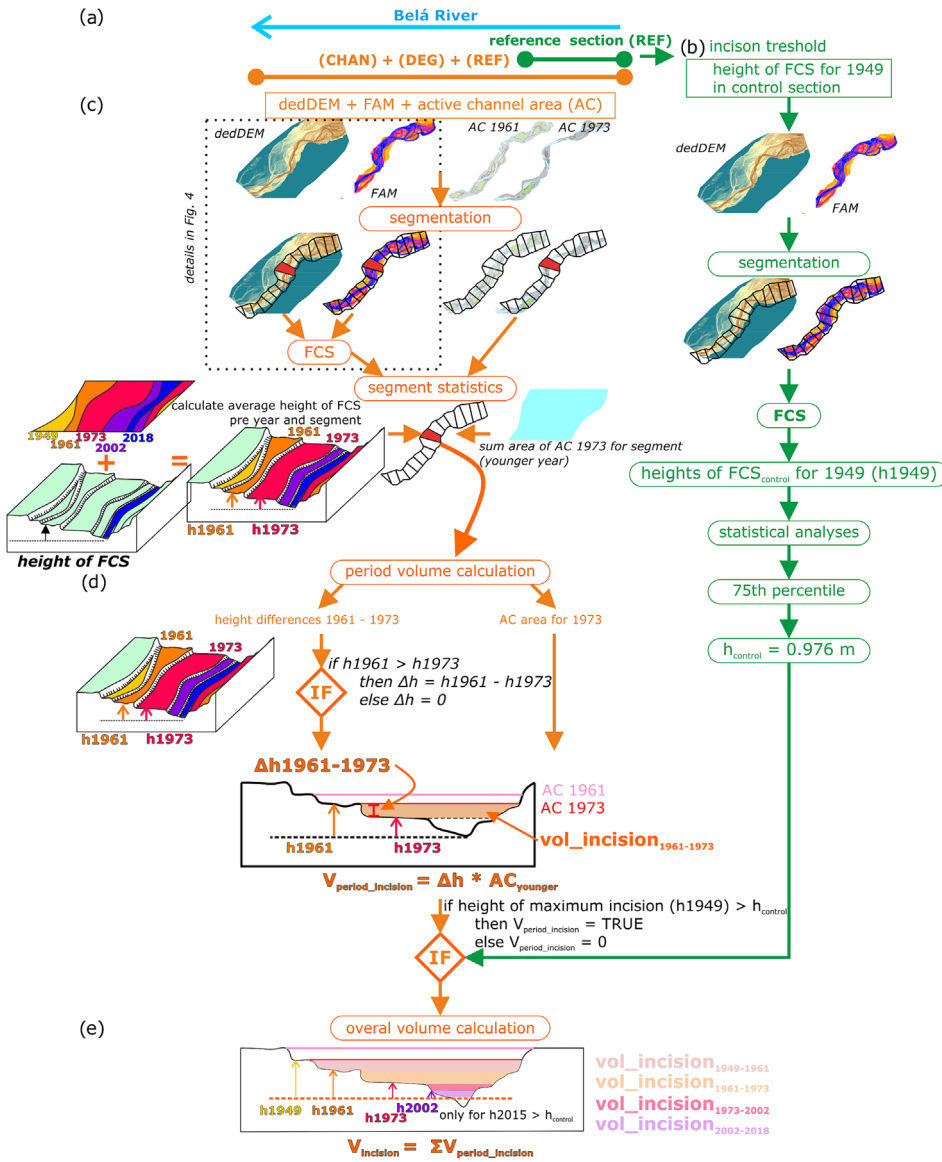 (a)
Belá River
reference section (REF)
(CHAN) + (DEG) + (REF)
(b) incison treshold
height of FCS for 1949
in control section
(c)
dedDEM + FAM + active channel area (AC)
AC 1961
AC 1973
dedDEM
FAM
details in Fig. 4
segmentation
FCS
segment statistics
dedDEM
FAM
segmentation
FCS
heights of FCScontrol for 1949 (h1949)
statistical analyses
75th percentile
hcontrol = 0.976 m
1949
1961
1973
2002
2018
+
=
height of FCS
calculate average height of FCS
pre year and segment
1961
1973
h1961
h1973
sum area of AC 1973 for segment
(younger year)
(d)
period volume calculation
height differences 1961 - 1973
AC area for 1973
1961
1973
h1961
h1973
IF
if h1961 > h1973
then Δh = h1961 - h1973
else Δh = 0
Δh1961-1973
AC 1961
AC 1973
h1961
h1973
vol_incision1961-1973
Vperiod_incision = Δh * ACyounger
if height of maximum incision (h1949) > hcontrol
then Vperiod_incision = TRUE
else Vperiod_incision = 0
IF
(e)
overal volume calculation
h1949
h1961
h1973
h2002
only for h2015 > hcontrol
vol_incision1949-1961
vol_incision1961-1973
vol_incision1973-2002
vol_incision2002-2018
Vincision = ΣVperiod_incision